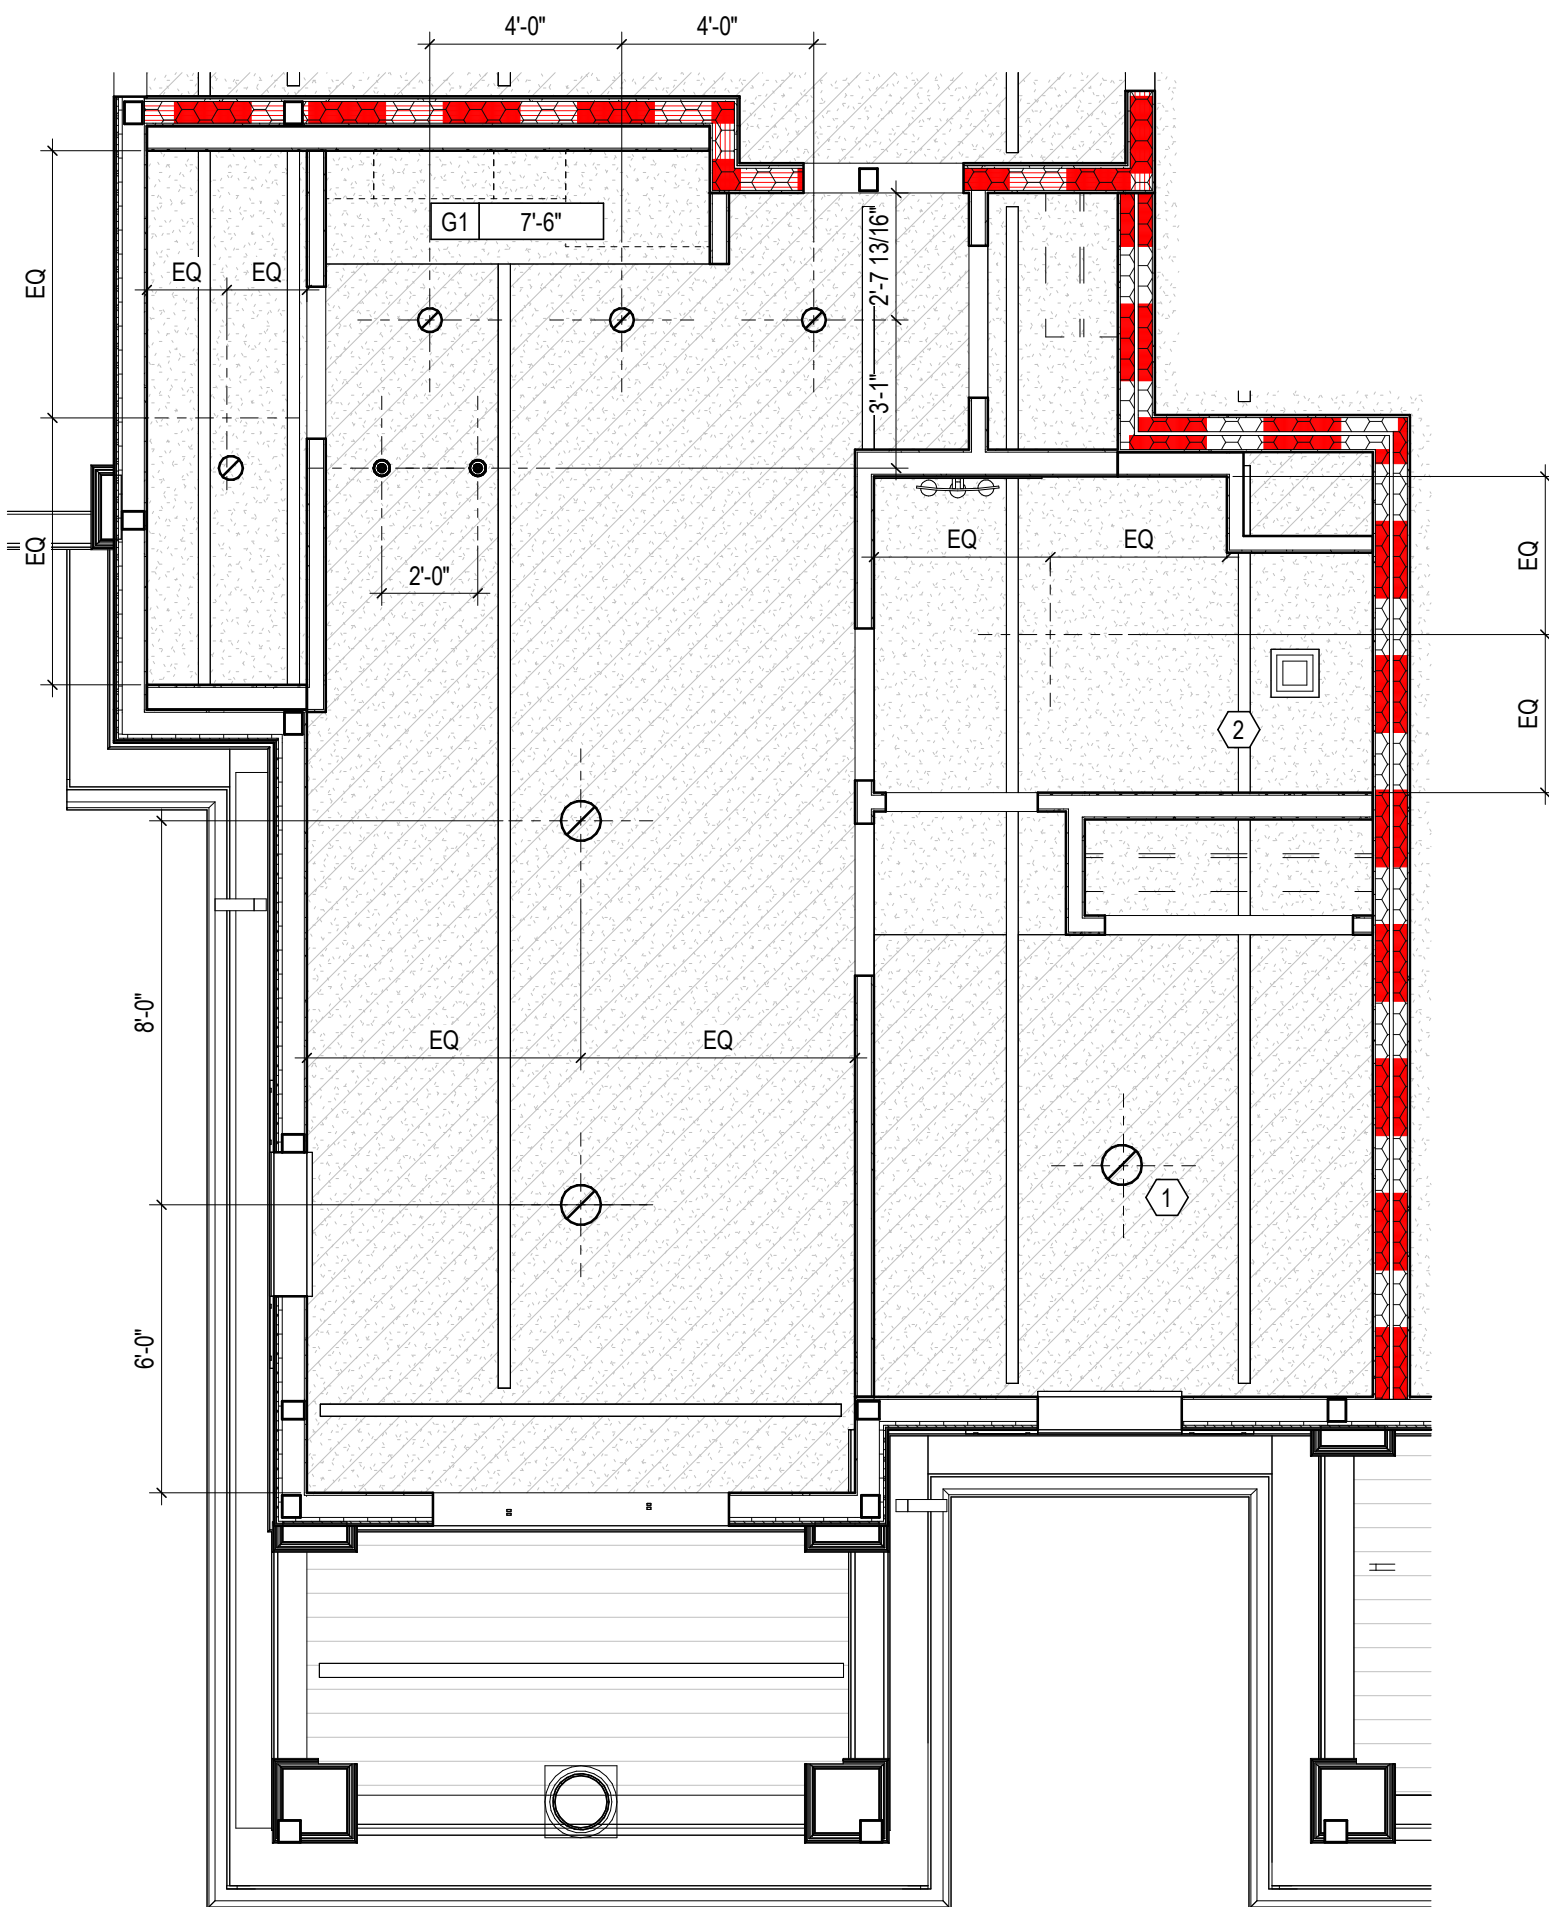 4'-0" 4'-0"
G1 7'-6"
2'-7 13/16"
EQ
EQ EQ
3'-1"
EQ
EQ EQ
EQ
2'-0"
EQ
2
8'-0"
EQ EQ
1
6'-0"